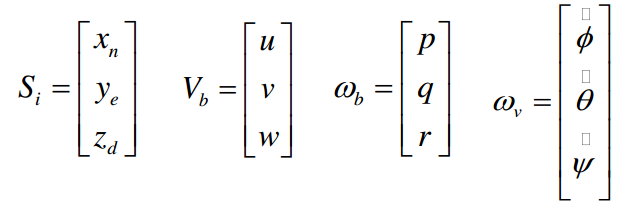 S_i = [x_n y_e z_d] V_b = [u v w] ω_b = [p q r] ω_v = [□ϕ □θ □ψ]